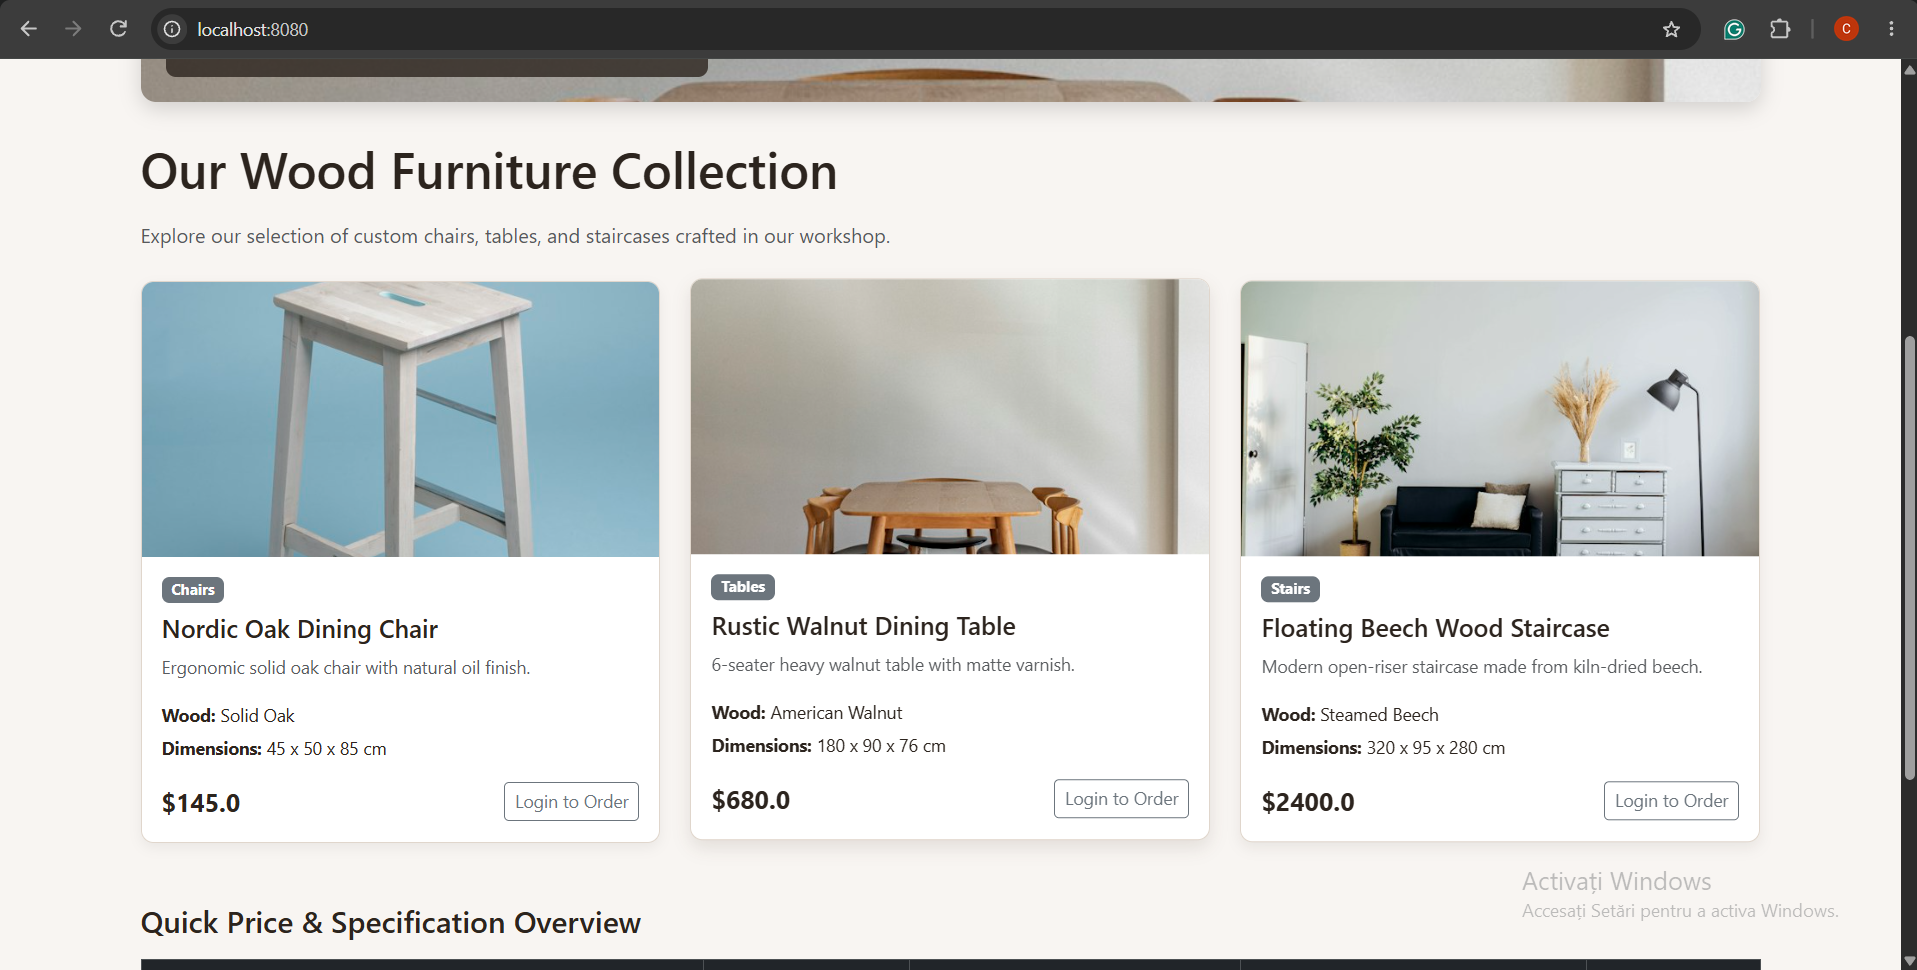 localhost:8080
C
Our Wood Furniture Collection
Explore our selection of custom chairs, tables, and staircases crafted in our workshop.
Chairs
Nordic Oak Dining Chair
Ergonomic solid oak chair with natural oil finish.
Wood: Solid Oak
Dimensions: 45 x 50 x 85 cm
$145.0
Login to Order
Tables
Rustic Walnut Dining Table
6-seater heavy walnut table with matte varnish.
Wood: American Walnut
Dimensions: 180 x 90 x 76 cm
$680.0
Login to Order
Stairs
Floating Beech Wood Staircase
Modern open-riser staircase made from kiln-dried beech.
Wood: Steamed Beech
Dimensions: 320 x 95 x 280 cm
$2400.0
Login to Order
Activați Windows
Accesați Setări pentru a activa Windows.
Quick Price & Specification Overview